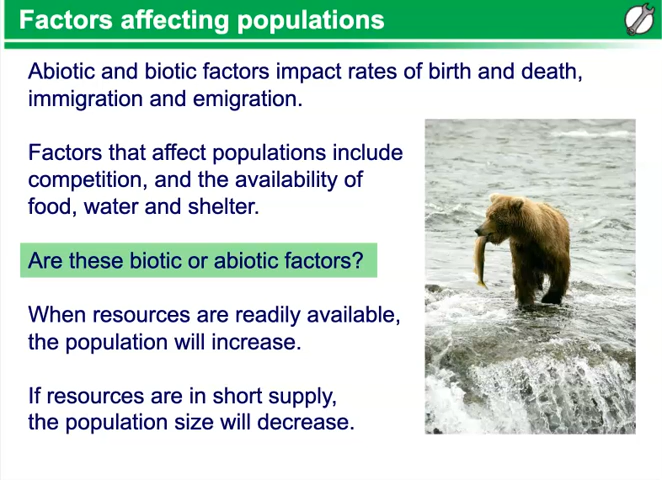 Factors affecting populations
Abiotic and biotic factors impact rates of birth and death,
immigration and emigration.
Factors that affect populations include
competition, and the availability of
food, water and shelter.
Are these biotic or abiotic factors?
When resources are readily available,
the population will increase.
If resources are in short supply,
the population size will decrease.